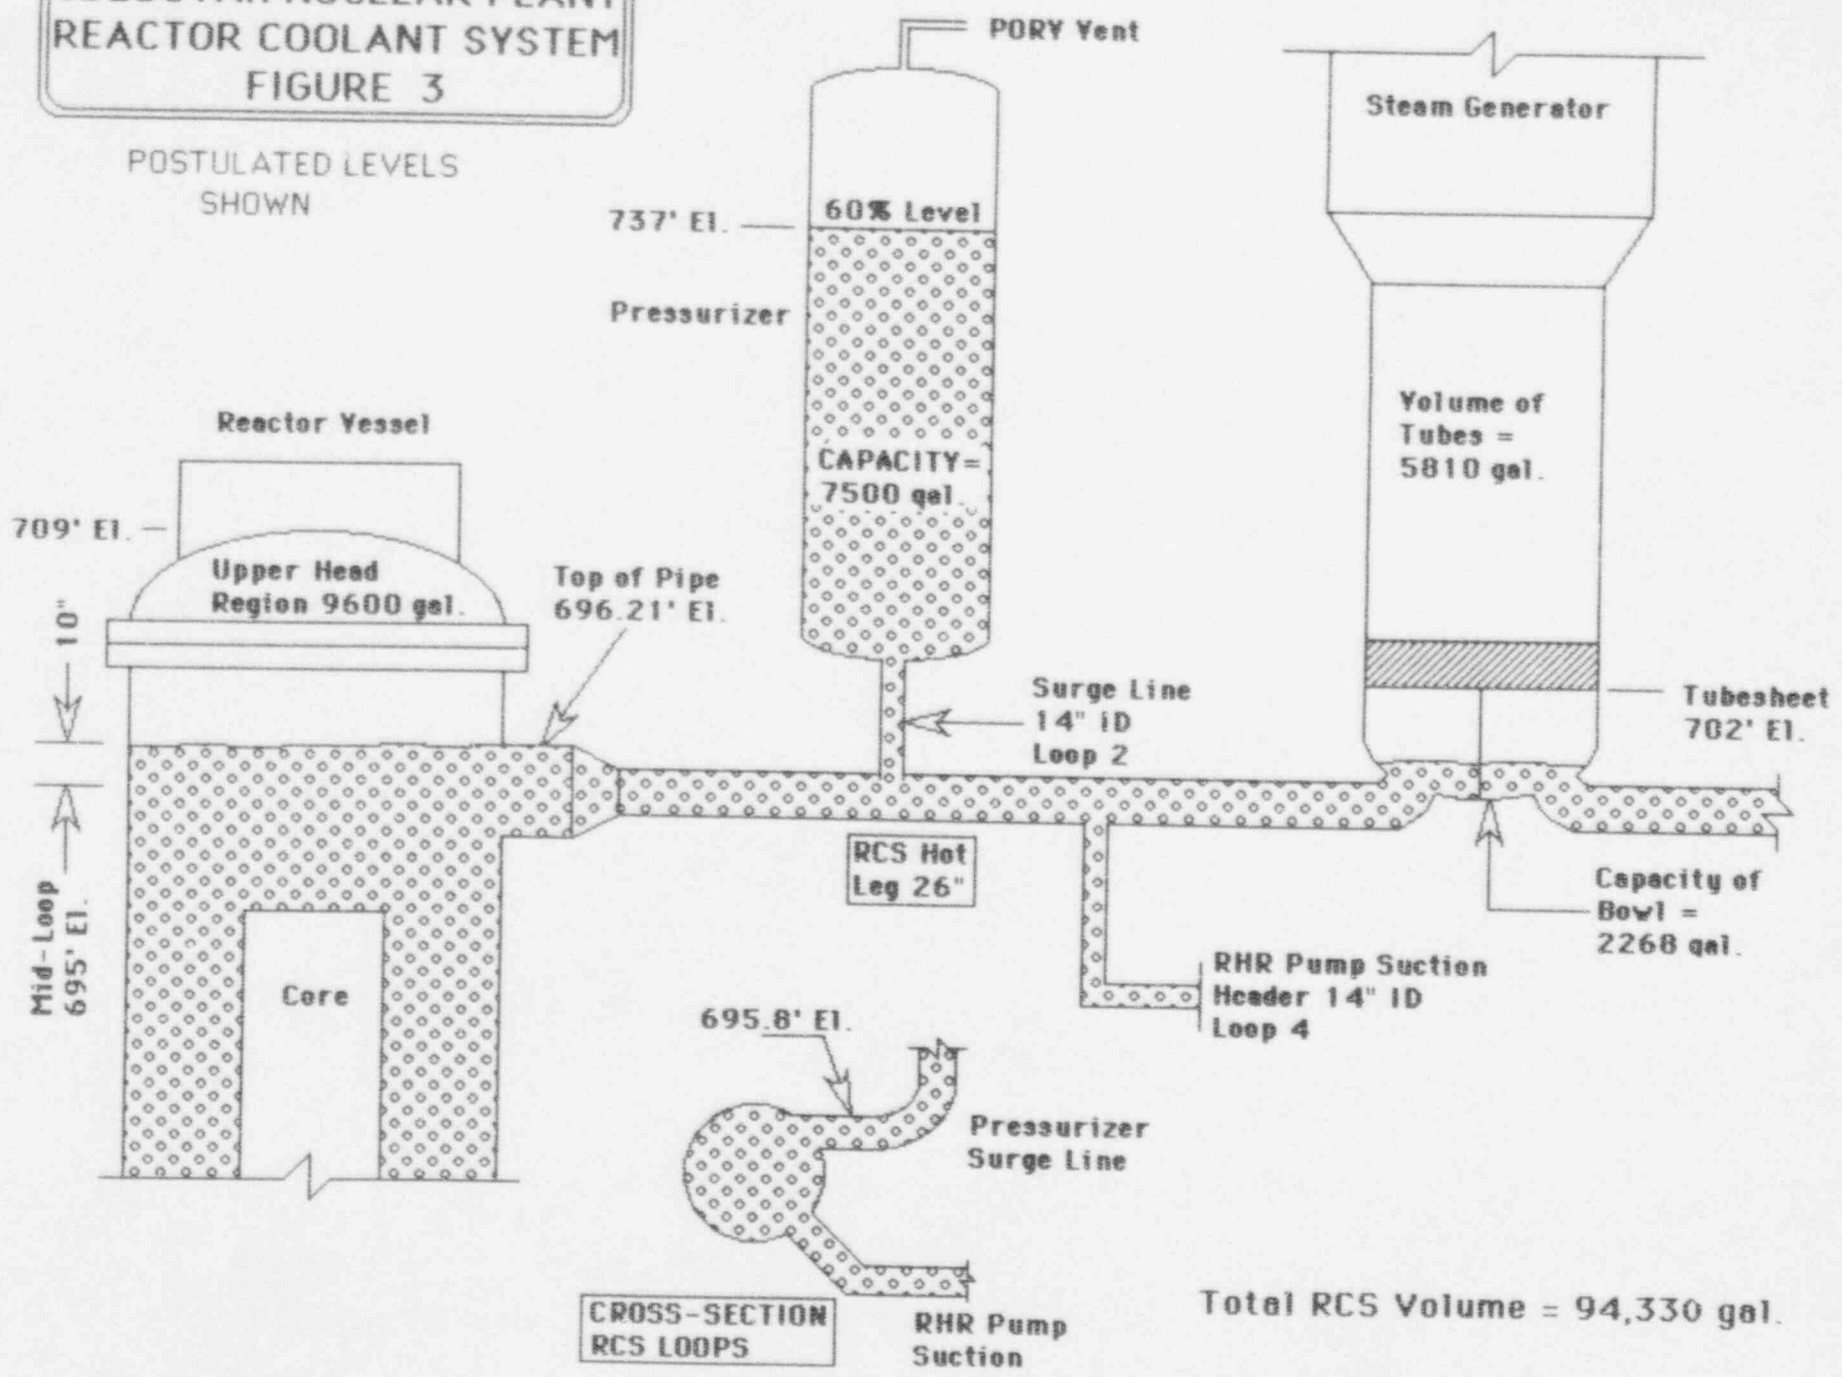 NUCLEAR PLANT
REACTOR COOLANT SYSTEM
FIGURE 3
POSTULATED LEVELS
SHOWN
PORV Vent
Steam Generator
737' El.
60% Level
Pressurizer
CAPACITY=
7500 gal.
Volume of
Tubes =
5810 gal.
Reactor Vessel
709' El.
Upper Head
Region 9600 gal.
Top of Pipe
696.21' El.
10"
Mid-Loop
695' El.
Surge Line
14" ID
Loop 2
Tubesheet
702' El.
RCS Hot
Leg 26"
Capacity of
Bowl =
2268 gal.
Core
RHR Pump Suction
Header 14" ID
Loop 4
695.8' El.
Pressurizer
Surge Line
CROSS-SECTION
RCS LOOPS
RHR Pump
Suction
Total RCS Volume = 94,330 gal.